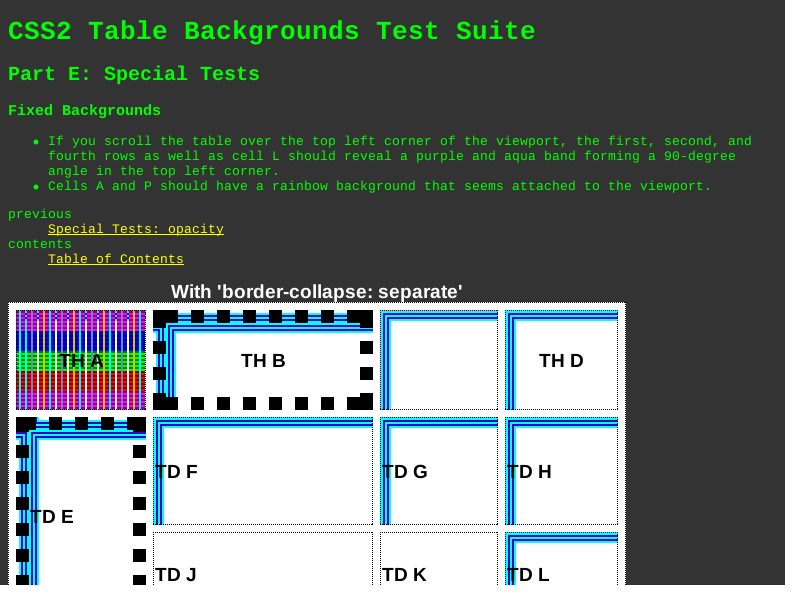 CSS2 Table Backgrounds Test Suite
Part E: Special Tests
Fixed Backgrounds
If you scroll the table over the top left corner of the viewport, the first, second, and
fourth rows as well as cell L should reveal a purple and aqua band forming a 90-degree
angle in the top left corner.
Cells A and P should have a rainbow background that seems attached to the viewport.
previous
Special Tests: opacity
contents
Table of Contents
With 'border-collapse: separate'
TH A TH B TH D
TD F TD G TD H
TD E
TD J TD K TD L